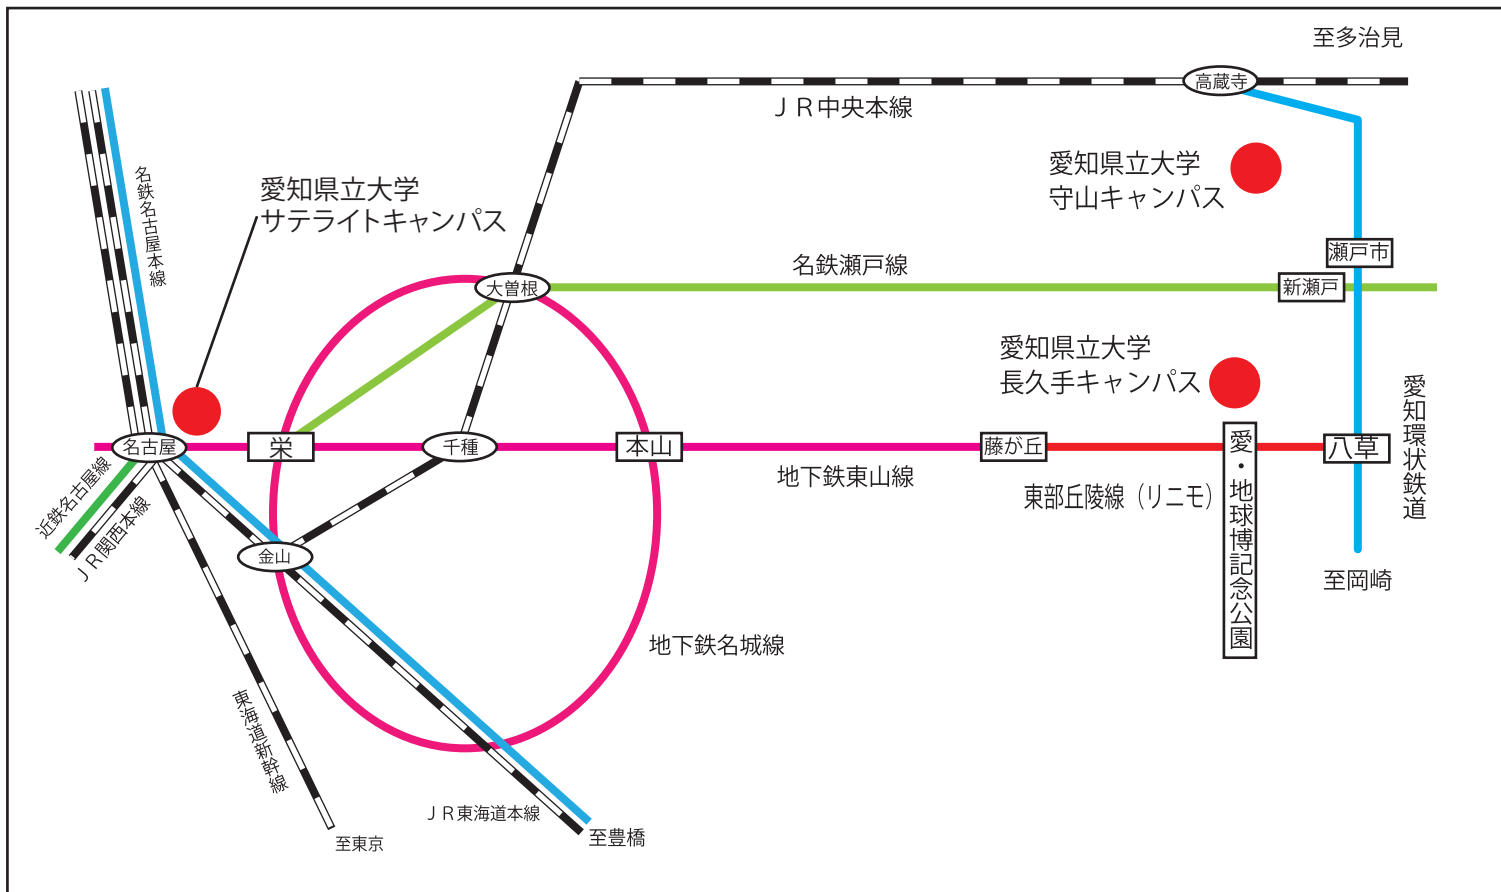 至多治見
高蔵寺
ＪＲ中央本線
愛知県立大学
守山キャンパス
名鉄名古屋本線
愛知県立大学
サテライトキャンパス
瀬戸市
名鉄瀬戸線
大曽根
新瀬戸
愛知県立大学
長久手キャンパス
愛知環状鉄道
名古屋
栄
千種
本山
藤が丘
愛・地球博記念公園
八草
地下鉄東山線
東部丘陵線（リニモ）
近鉄名古屋線
ＪＲ関西本線
金山
至岡崎
地下鉄名城線
東海道新幹線
ＪＲ東海道本線
至豊橋
至東京